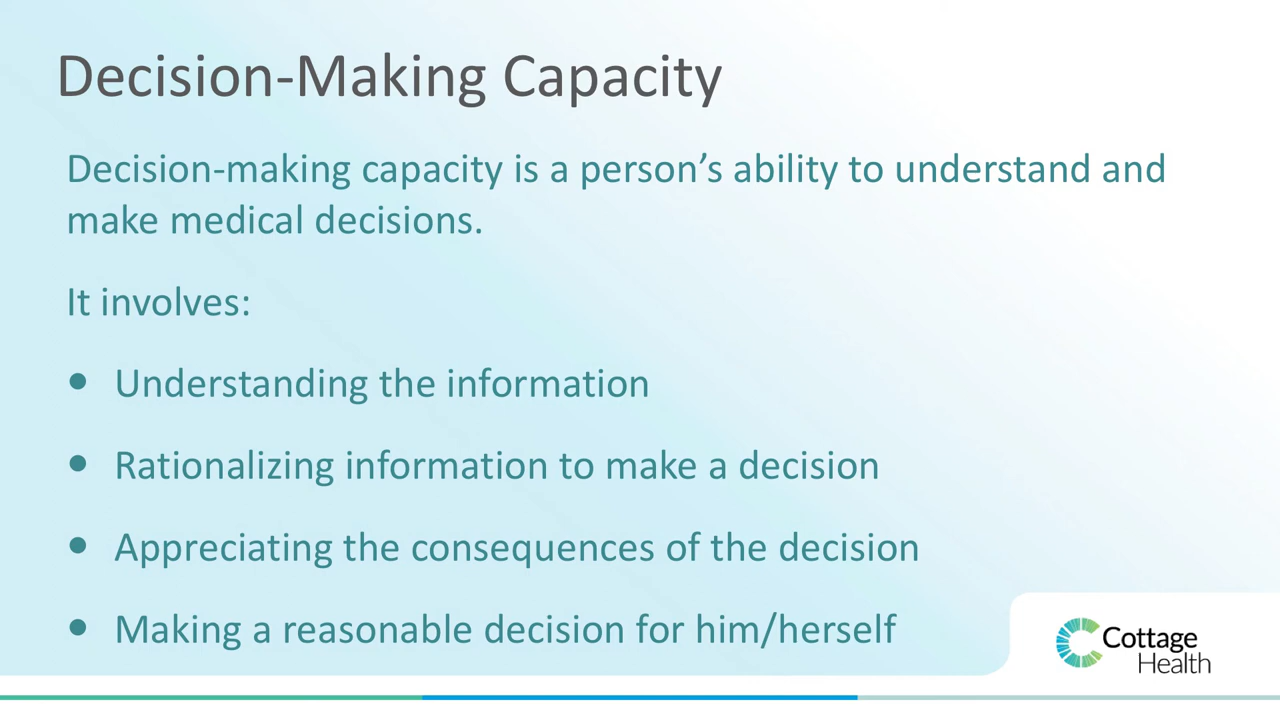 Decision-Making Capacity
Decision-making capacity is a person’s ability to understand and
make medical decisions.
It involves:
• Understanding the information
• Rationalizing information to make a decision
• Appreciating the consequences of the decision
• Making a reasonable decision for him/herself
Cottage
Health